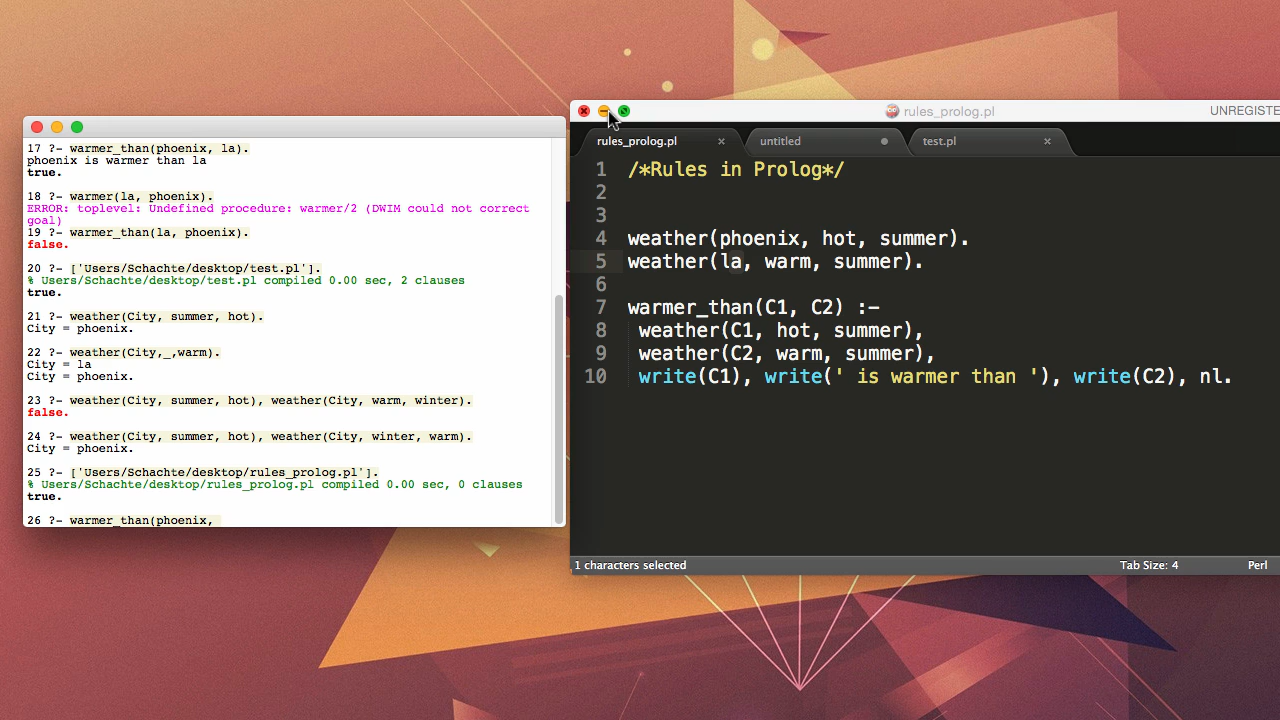 17 ?- warmer_than(phoenix, la).
phoenix is warmer than la
true.
18 ?- warmer(la, phoenix).
ERROR: toplevel: Undefined procedure: warmer/2 (DWIM could not correct
goal)
19 ?- warmer_than(la, phoenix).
false.
20 ?- ['Users/Schachte/desktop/test.pl'].
% Users/Schachte/desktop/test.pl compiled 0.00 sec, 2 clauses
true.
21 ?- weather(City, summer, hot).
City = phoenix.
22 ?- weather(City,_,warm).
City = la
City = phoenix.
23 ?- weather(City, summer, hot), weather(City, warm, winter).
false.
24 ?- weather(City, summer, hot), weather(City, winter, warm).
City = phoenix.
25 ?- ['Users/Schachte/desktop/rules_prolog.pl'].
% Users/Schachte/desktop/rules_prolog.pl compiled 0.00 sec, 0 clauses
true.
26 ?- warmer_than(phoenix,
rules_prolog.pl
UNREGISTE
rules_prolog.pl
untitled
test.pl
1 /*Rules in Prolog*/
2
3
4 weather(phoenix, hot, summer).
5 weather(la, warm, summer).
6
7 warmer_than(C1, C2) :-
8 weather(C1, hot, summer),
9 weather(C2, warm, summer),
10 write(C1), write(' is warmer than '), write(C2), nl.
1 characters selected
Tab Size: 4
Perl